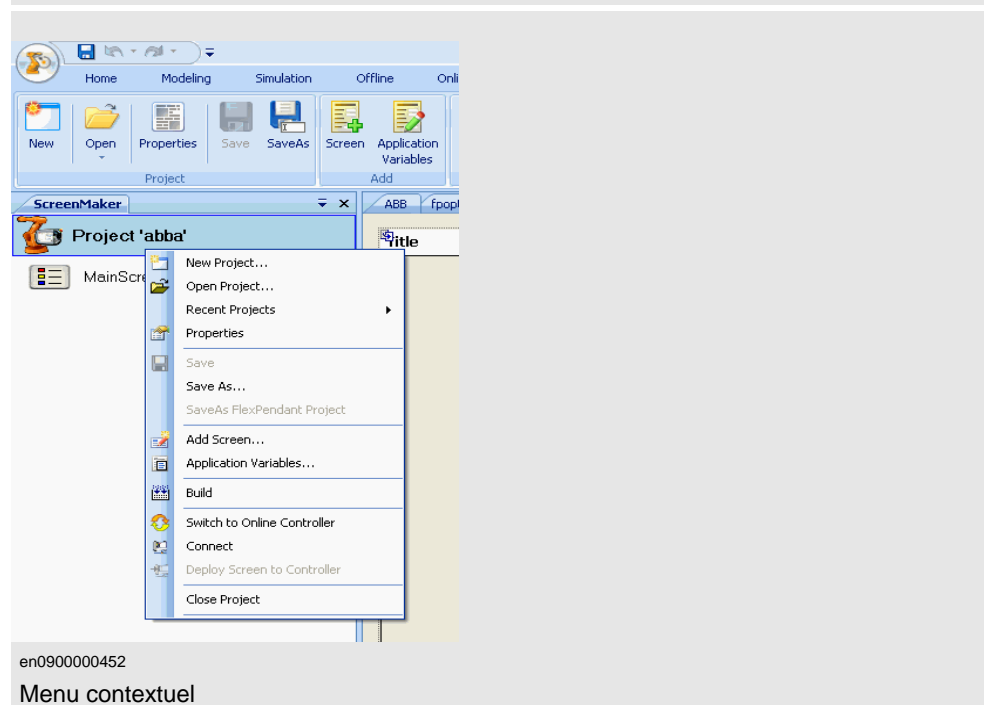 Home Modeling Simulation Offline Onli
New Open Properties Save SaveAs Screen Application Variables
Project Add
ScreenMaker ABB fpop
Project 'abba' Title
MainScre
New Project...
Open Project...
Recent Projects
Properties
Save
Save As...
SaveAs FlexPendant Project
Add Screen...
Application Variables...
Build
Switch to Online Controller
Connect
Deploy Screen to Controller
Close Project
en0900000452
Menu contextuel